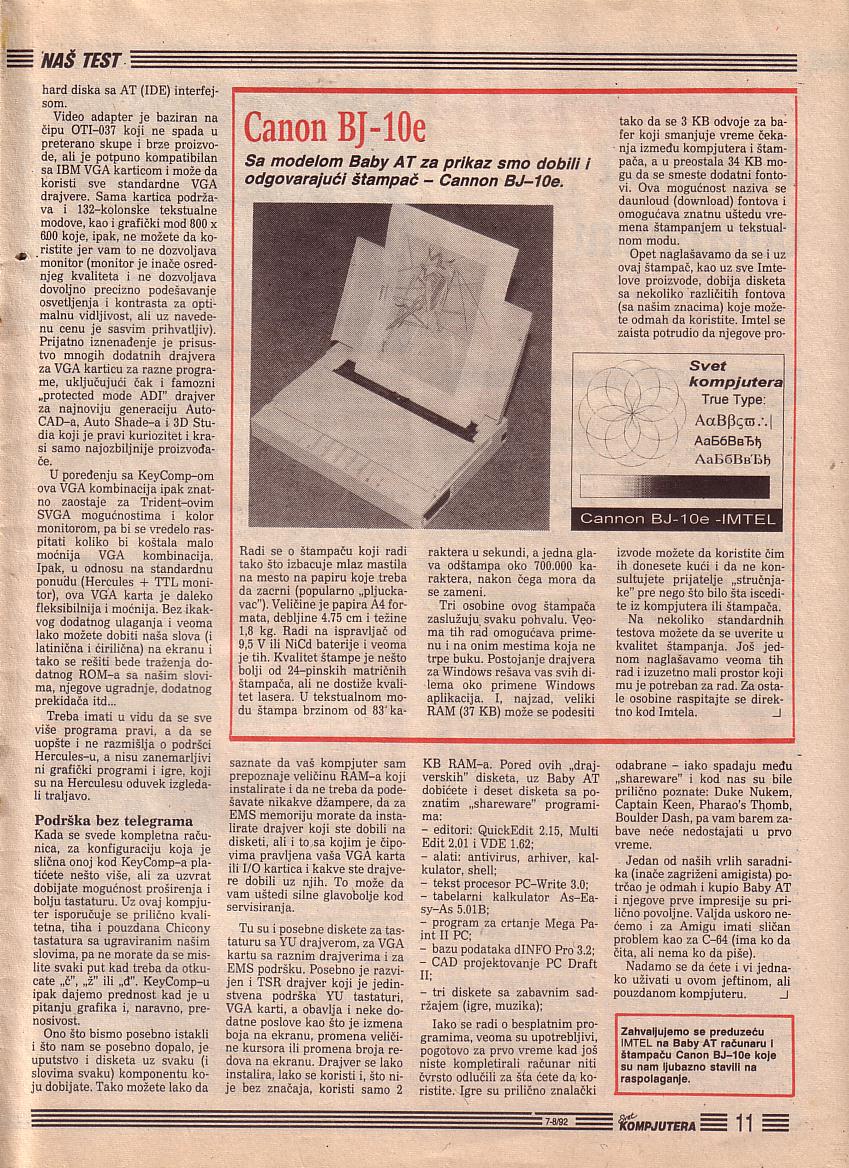 NAŠ TEST
hard diska sa AT (IDE) interfej-
som.
Video adapter je baziran na
čipu OTI–037 koji ne spada u
preterano skupe i brze proizvo-
de, ali je potpuno kompatibilan
sa IBM VGA karticom i može da
koristi sve standardne VGA
drajvere. Sama kartica podrža-
va i 132–kolonske tekstualne
modove, kao i grafički mod 800 x
600 koje, ipak, ne možete da ko-
ristite jer vam to ne dozvoljava
monitor (monitor je inače osred-
njeg kvaliteta i ne dozvoljava
dovoljno precizno podešavanje
osvetljenja i kontrasta za opti-
malnu vidljivost, ali uz navede-
nu cenu je sasvim prihvatljiv).
Prijatno iznenađenje je prisus-
tvo mnogih dodatnih drajvera
za VGA karticu za razne progra-
me, uključujući čak i famozni
„protected mode ADI” drajver
za najnoviju generaciju Auto-
CAD–a, Auto Shade–a i 3D Stu-
dia koji je pravi kuriozitet i kra-
si samo najozbiljnije proizvođa-
če.
U poređenju sa KeyComp–om
ova VGA kombinacija ipak znat-
no zaostaje za Trident–ovim
SVGA mogućnostima i kolor
monitorom, pa bi se vredelo ras-
pitati koliko bi koštala malo
moćnija VGA kombinacija.
Ipak, u odnosu na standardnu
ponudu (Hercules + TTL moni-
tor), ova VGA karta je daleko
fleksibilnija i moćnija. Bez ikak-
vog dodatnog ulaganja i veoma
lako možete dobiti naša slova (i
latinična i ćirilična) na ekranu i
tako se rešiti bede traženja do-
datnog ROM–a sa našim slovi-
ma, njegove ugradnje, dodatnog
prekidača itd...
Treba imati u vidu da se sve
više programa pravi, a da se
uopšte i ne razmišlja o podršci
Hercules–u, a nisu zanemarljivi
ni grafički programi i igre, koji
su na Herculesu oduvek izgleda-
li traljavo.
Podrška bez telegrama
Kada se svede kompletna raču-
nica, za konfiguraciju koja je
slična onoj kod KeyComp–a pla-
tićete nešto više, ali za uzvrat
dobijate mogućnost proširenja i
bolju tastaturu. Uz ovaj kompju-
ter isporučuje se prilično kvali-
tetna, tiha i pouzdana Chicony
tastatura sa ugraviranim našim
slovima, pa ne morate da se mis-
lite svaki put kad treba da otku-
cate „č”, „ž” ili „đ”. KeyComp–u
ipak dajemo prednost kad je u
pitanju grafika i, naravno, pre-
nosivost.
Ono što bismo posebno istakli
i što nam se posebno dopalo, je
uputstvo i disketa uz svaku (i
slovima svaku) komponentu ko-
ju dobijate. Tako možete lako da
Canon BJ-10e
Sa modelom Baby AT za prikaz smo dobili i
odgovarajući štampač – Cannon BJ–10e.
Radi se o štampaču koji radi
tako što izbacuje mlaz mastila
na mesto na papiru koje treba
da zacrni (popularno „pljucka-
vac”). Veličine je papira A4 for-
mata, debljine 4.75 cm i težine
1,8 kg. Radi na ispravljač od
9,5 V ili NiCd baterije i veoma
je tih. Kvalitet štampe je nešto
bolji od 24–pinskih matričnih
štampača, ali ne dostiže kvali-
tet lasera. U tekstualnom mo-
du štampa brzinom od 83 ka-
raktera u sekundi, a jedna gla-
va odštampa oko 700.000 ka-
raktera, nakon čega mora da
se zameni.
Tri osobine ovog štampača
zaslužuju svaku pohvalu. Veo-
ma tih rad omogućava prime-
nu i na onim mestima koja ne
trpe buku. Postojanje drajvera
za Windows rešava vas svih di-
lema oko primene Windows
aplikacija. I, najzad, veliki
RAM (37 KB) može se podesiti
tako da se 3 KB odvoje za ba-
fer koji smanjuje vreme čeka-
nja između kompjutera i štam-
pača, a u preostala 34 KB mo-
gu da se smeste dodatni fonto-
vi. Ova mogućnost naziva se
daunloud (download) fontova i
omogućava znatnu uštedu vre-
mena štampanjem u tekstual-
nom modu.
Opet naglašavamo da se i uz
ovaj štampač, kao uz sve Imte-
love proizvode, dobija disketa
sa nekoliko različitih fontova
(sa našim znacima) koje može-
te odmah da koristite. Imtel se
zaista potrudio da njegove pro-
Svet
kompjutera
True Type:
ΑαΒβςϖ∴|
АаБбВвЂђ
АаБбВвЂђ
Cannon BJ-10e -IMTEL
izvode možete da koristite čim
ih donesete kući i da ne kon-
sultujete prijatelje „stručnja-
ke” pre nego što bilo šta iscedi-
te iz kompjutera ili štampača.
Na nekoliko standardnih
testova možete da se uverite u
kvalitet štampanja. Još jed-
nom naglašavamo veoma tih
rad i izuzetno mali prostor koji
mu je potreban za rad. Za osta-
le osobine raspitajte se direk-
tno kod Imtela.
saznate da vaš kompjuter sam
prepoznaje veličinu RAM–a koji
instalirate i da ne treba da pode-
šavate nikakve džampere, da za
EMS memoriju morate da insta-
lirate drajver koji ste dobili na
disketi, ali i to sa kojim je čipo-
vima pravljena vaša VGA karta
ili I/O kartica i kakve ste drajve-
re dobili uz njih. To može da
vam uštedi silne glavobolje kod
servisiranja.
Tu su i posebne diskete za tas-
taturu sa YU drajverom, za VGA
kartu sa raznim drajverima i za
EMS podršku. Posebno je razvi-
jen i TSR drajver koji je jedin-
stvena podrška YU tastaturi,
VGA karti, a obavlja i neke do-
datne poslove kao što je izmena
boja na ekranu, promena veliči-
ne kursora ili promena broja re-
dova na ekranu. Drajver se lako
instalira, lako se koristi i, što ni-
je bez značaja, koristi samo 2
KB RAM–a. Pored ovih „draj-
verskih” disketa, uz Baby AT
dobićete i deset disketa sa po-
znatim „shareware” programi-
ma:
– editori: QuickEdit 2.15, Multi
Edit 2.01 i VDE 1.62;
– alati: antivirus, arhiver, kal-
kulator, shell;
– tekst procesor PC–Write 3.0;
– tabelarni kalkulator As–Ea-
sy–As 5.01B;
– program za crtanje Mega Pa-
int II PC;
– bazu podataka dINFO Pro 3.2;
– CAD projektovanje PC Draft
II;
– tri diskete sa zabavnim sad-
ržajem (igre, muzika);
Iako se radi o besplatnim pro-
gramima, veoma su upotrebljivi,
pogotovo za prvo vreme kad još
niste kompletirali računar niti
čvrsto odlučili za šta ćete da ko-
ristite. Igre su prilično znalački
odabrane – iako spadaju među
„shareware” i kod nas su bile
prilično poznate: Duke Nukem,
Captain Keen, Pharao's Thomb,
Boulder Dash, pa vam barem za-
bave neće nedostajati u prvo
vreme.
Jedan od naših vrlih saradni-
ka (inače zagriženi amigista) po-
trčao je odmah i kupio Baby AT
i njegove prve impresije su pri-
lično povoljne. Valjda uskoro ne-
ćemo i za Amigu imati sličan
problem kao za C–64 (ima ko da
čita, ali nema ko da piše).
Nadamo se da ćete i vi jedna-
ko uživati u ovom jeftinom, ali
pouzdanom kompjuteru.
Zahvaljujemo se preduzeću
IMTEL na Baby AT računaru i
štampaču Canon BJ–10e koje
su nam ljubazno stavili na
raspolaganje.
7-8/92
Svet KOMPJUTERA
11